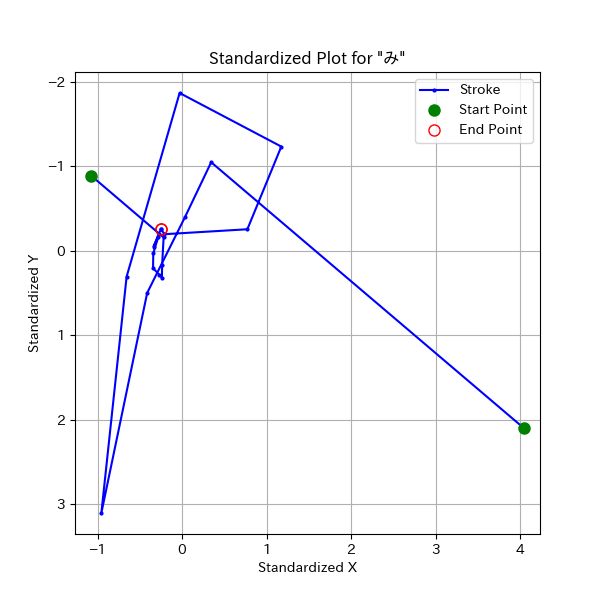 Standardized Plot for "み"
Stroke
Start Point
End Point
−2
−1
0
1
2
3
Standardized Y
−1
0
1
2
3
4
Standardized X